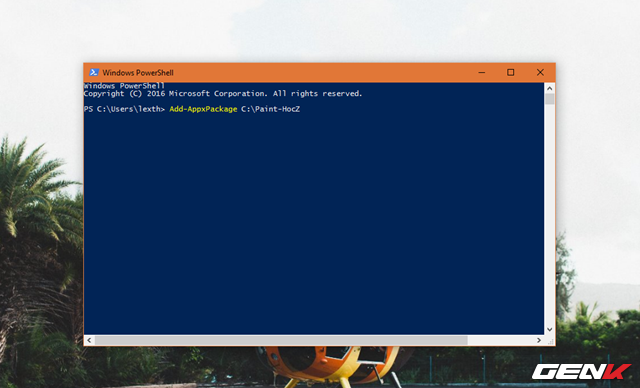 Windows PowerShell
Windows PowerShell
Copyright (C) 2016 Microsoft Corporation. All rights reserved.
PS C:\Users\lexth> Add-AppxPackage C:\Paint-HocZ
GENK